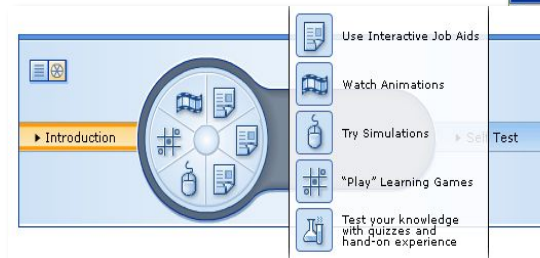 Use Interactive Job Aids
Watch Animations
Introduction
Try Simulations
Self Test
"Play" Learning Games
Test your knowledge
with quizzes and
hand-on experience